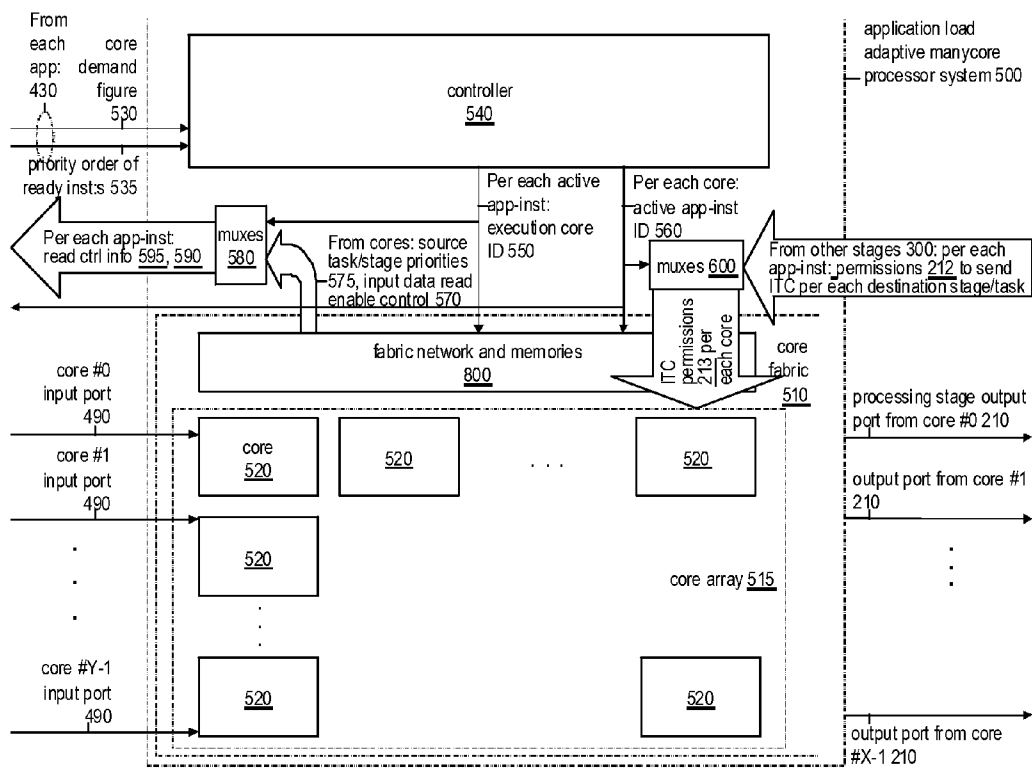 From
each
app:
430
core
demand
figure
530
priority order of
ready inst:s 535
controller
540
application load
adaptive manycore
processor system 500
Per each app-inst:
read ctrl info 595, 590
muxes
580
From cores: source
task/stage priorities
575, input data read
enable control 570
Per each active
app-inst:
execution core
ID 550
Per each core:
active app-inst
ID 560
muxes 600
From other stages 300: per each
app-inst: permissions 212 to send
ITC per each destination stage/task
ITC
permissions
213 per
each core
fabric network and memories
800
core
fabric
510
core #0
input port
490
core #1
input port
490
.
.
.
core #Y-1
input port
490
core
520
520
. . .
520
520
.
.
.
520
520
core array 515
processing stage output
port from core #0 210
output port from core #1
210
.
.
.
output port from core
#X-1 210